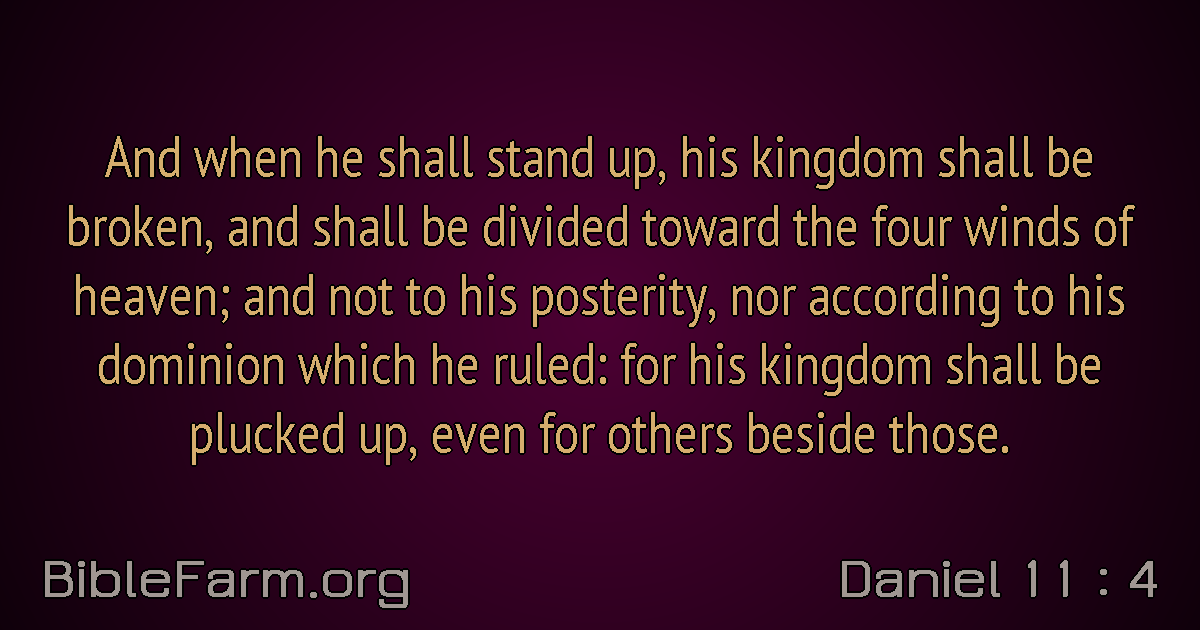 And when he shall stand up, his kingdom shall be
broken, and shall be divided toward the four winds of
heaven; and not to his posterity, nor according to his
dominion which he ruled: for his kingdom shall be
plucked up, even for others beside those.
BibleFarm.org
Daniel 11 : 4